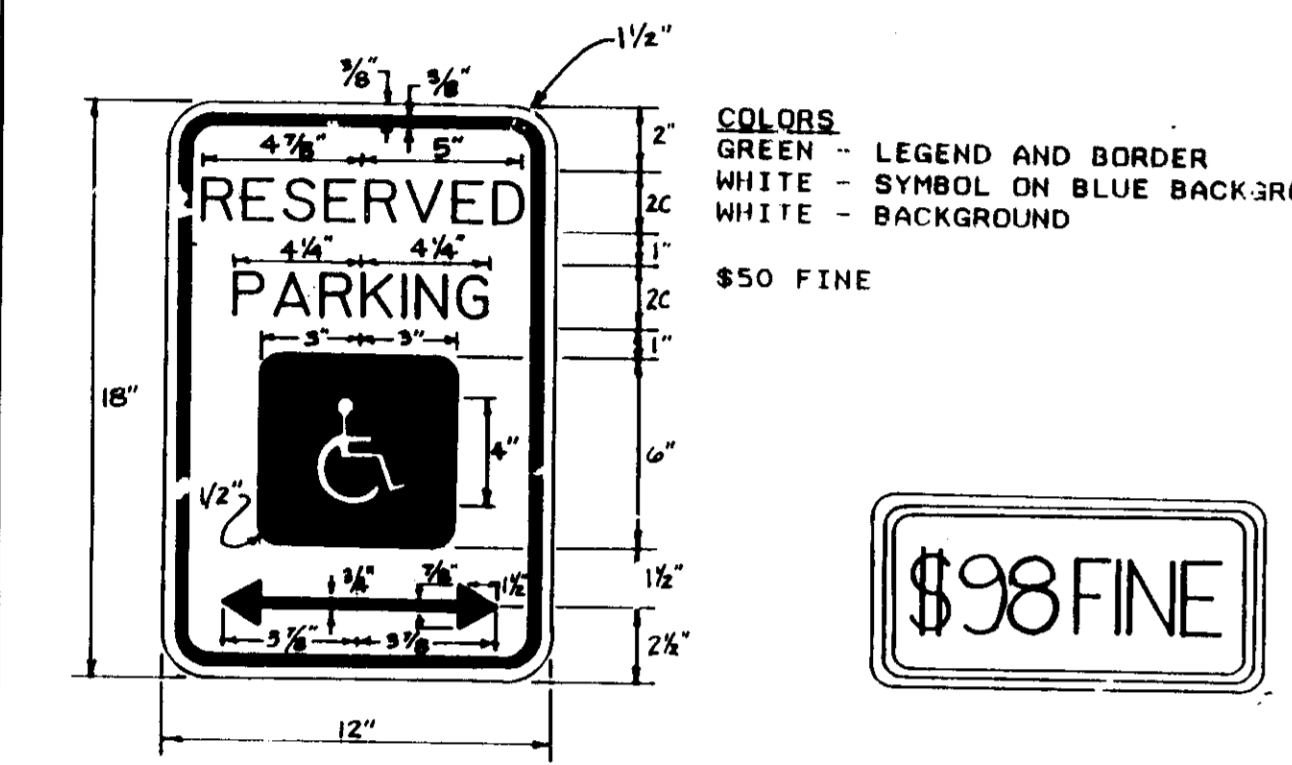 1½"
⅜" ⅜"
4⅞" 5"
RESERVED
4¼" 4¼"
PARKING
3" 3"
18"
4"
1/2"
¾" ⅞" 1½"
3⅞" 3⅞"
12"
2"
2C
1"
2C
1"
6"
1½"
2½"
COLORS
GREEN - LEGEND AND BORDER
WHITE - SYMBOL ON BLUE
WHITE - BACKGROUND
$50 FINE
$98 FINE